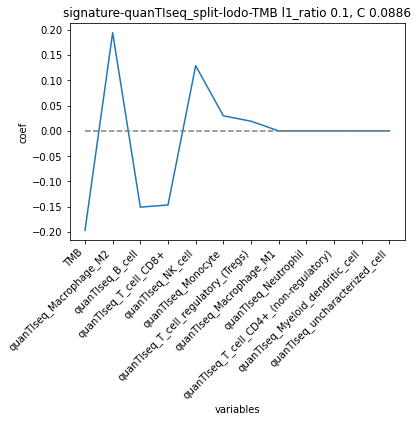 signature-quanTIseq_split-lodo-TMB l1_ratio 0.1, C 0.0886
0.20
0.15
0.10
0.05
0.00
−0.05
−0.10
−0.15
−0.20
coef
TMB
quanTIseq_Macrophage_M2
quanTIseq_B_cell
quanTIseq_T_cell_CD8+
quanTIseq_NK_cell
quanTIseq_Monocyte
quanTIseq_T_cell_regulatory_(Tregs)
quanTIseq_Macrophage_M1
quanTIseq_Neutrophil
quanTIseq_T_cell_CD4+_(non-regulatory)
quanTIseq_Myeloid_dendritic_cell
quanTIseq_uncharacterized_cell
variables